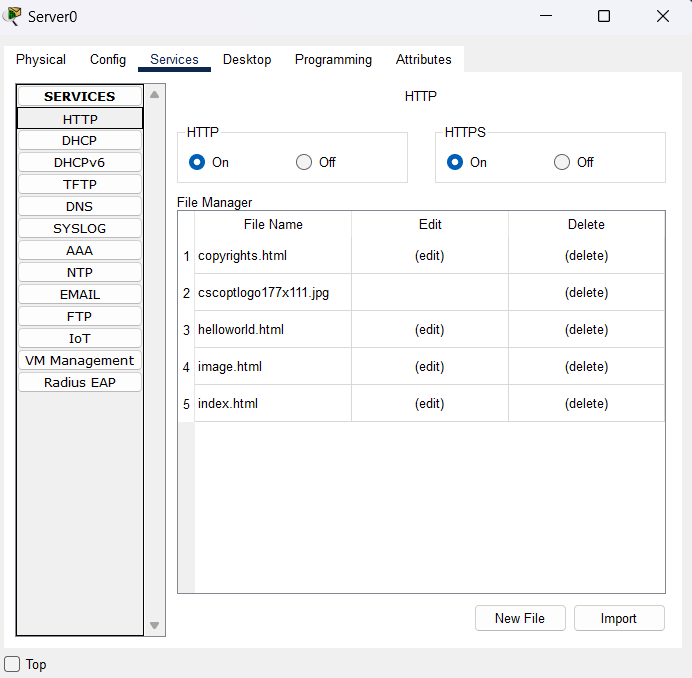 Server0
Physical Config Services Desktop Programming Attributes
SERVICES
HTTP
DHCP
DHCPv6
TFTP
DNS
SYSLOG
AAA
NTP
EMAIL
FTP
IoT
VM Management
Radius EAP
HTTP
HTTP
On Off
HTTPS
On Off
File Manager
File Name Edit Delete
1 copyrights.html (edit) (delete)
2 cscoptlogo177x111.jpg (delete)
3 helloworld.html (edit) (delete)
4 image.html (edit) (delete)
5 index.html (edit) (delete)
New File Import
Top